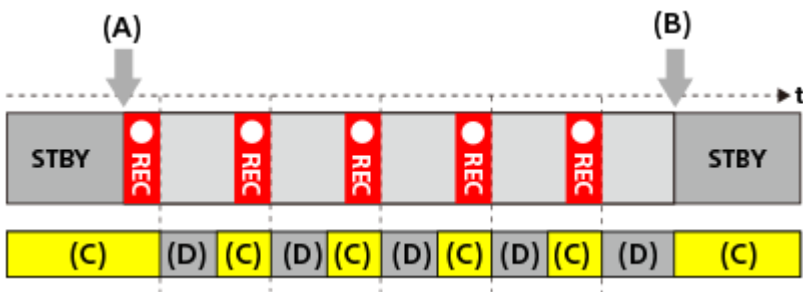 (A) (B)
t
STBY REC REC REC REC REC STBY
(C) (D) (C) (D) (C) (D) (C) (D) (C) (D) (C)